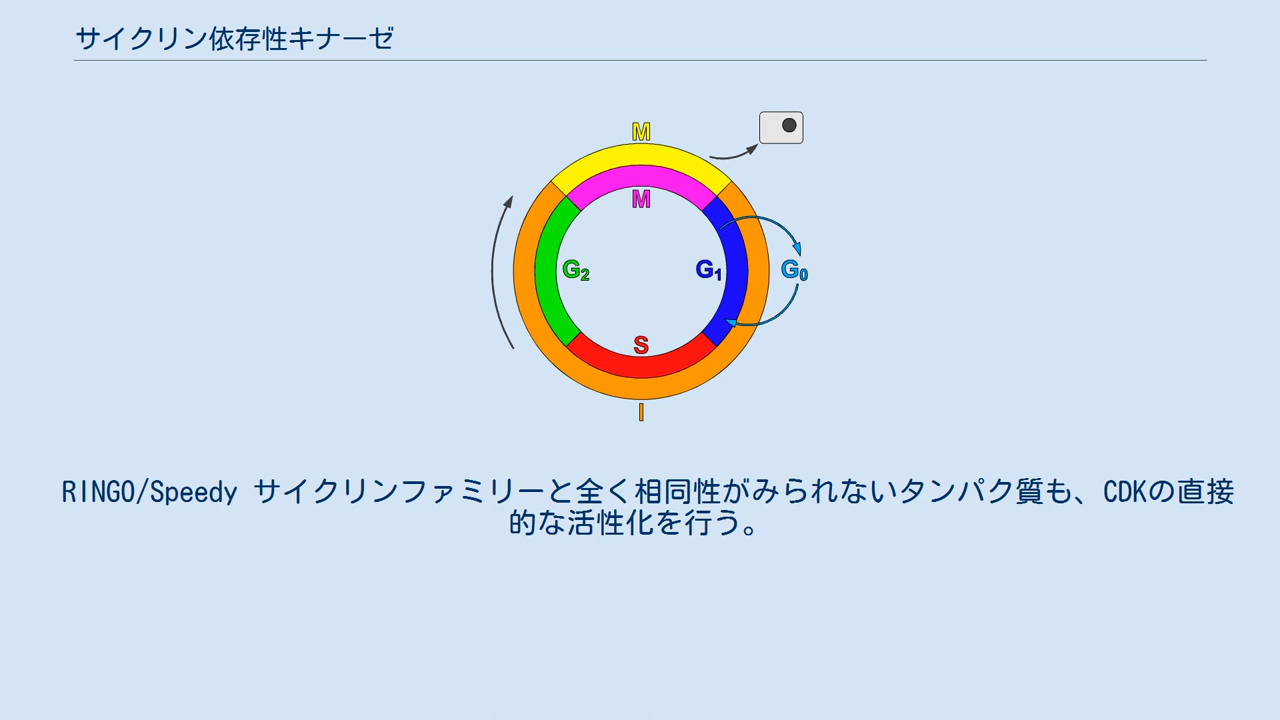 サイクリン依存性キナーゼ
M
M
G₂
G₁
G₀
S
I
RINGO/Speedy サイクリンファミリーと全く相同性がみられないタンパク質も、CDKの直接
的な活性化を行う。